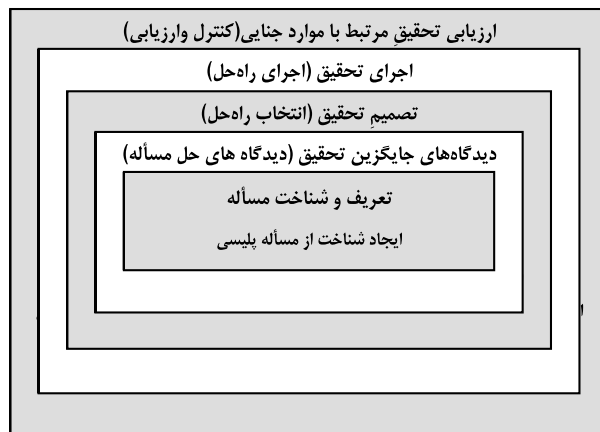 ارزیابی تحقیقِ مرتبط با موارد جنایی(کنترل وارزیابی)
اجرای تحقیق (اجرای راه‌حل)
تصمیمِ تحقیق (انتخاب راه‌حل)
دیدگاه‌های جایگزین تحقیق (دیدگاه های حل مسأله)
تعریف و شناخت مسأله
ایجاد شناخت از مسأله پلیسی